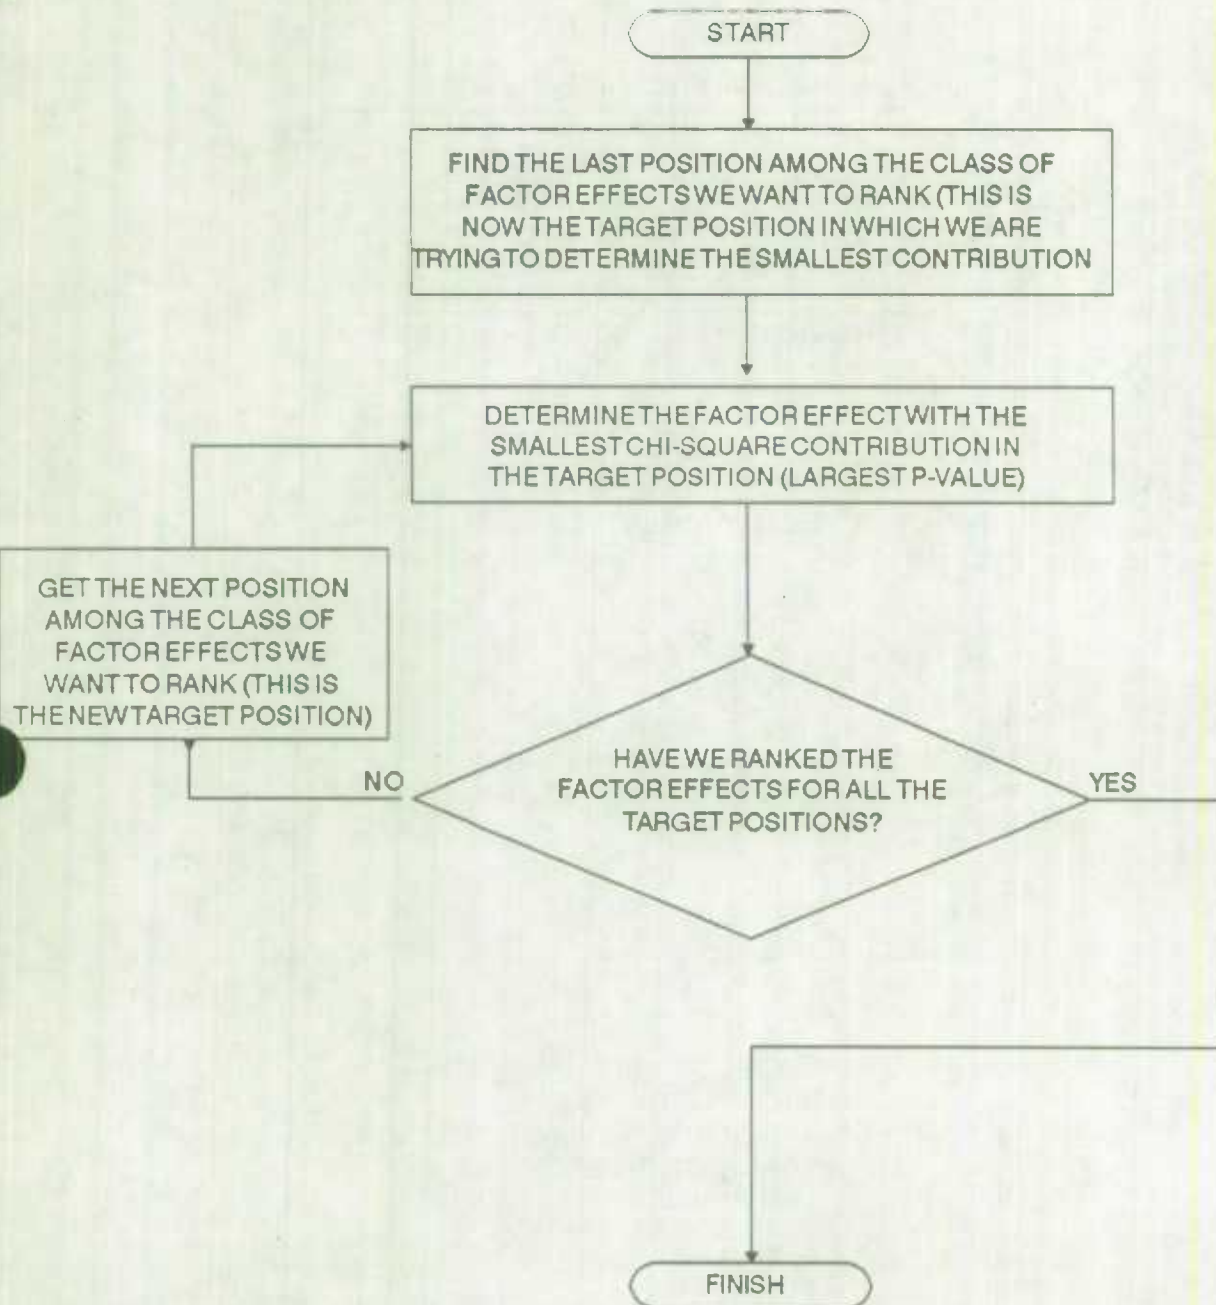 START
FIND THE LAST POSITION AMONG THE CLASS OF
FACTOR EFFECTS WE WANT TO RANK (THIS IS
NOW THE TARGET POSITION IN WHICH WE ARE
TRYING TO DETERMINE THE SMALLEST CONTRIBUTION
DETERMINE THE FACTOR EFFECT WITH THE
SMALLEST CHI-SQUARE CONTRIBUTION IN
THE TARGET POSITION (LARGEST P-VALUE)
GET THE NEXT POSITION
AMONG THE CLASS OF
FACTOR EFFECTS WE
WANT TO RANK (THIS IS
THE NEW TARGET POSITION)
NO
HAVE WE RANKED THE
FACTOR EFFECTS FOR ALL THE
TARGET POSITIONS?
YES
FINISH